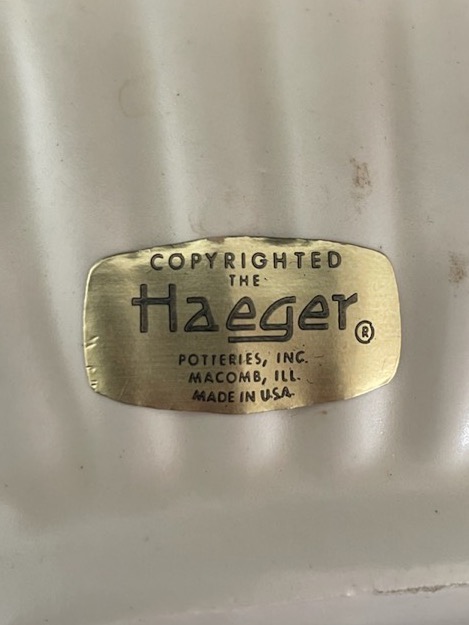 COPYRIGHTED
THE
Haeger®
POTTERIES, INC.
MACOMB, ILL.
MADE IN U.S.A.